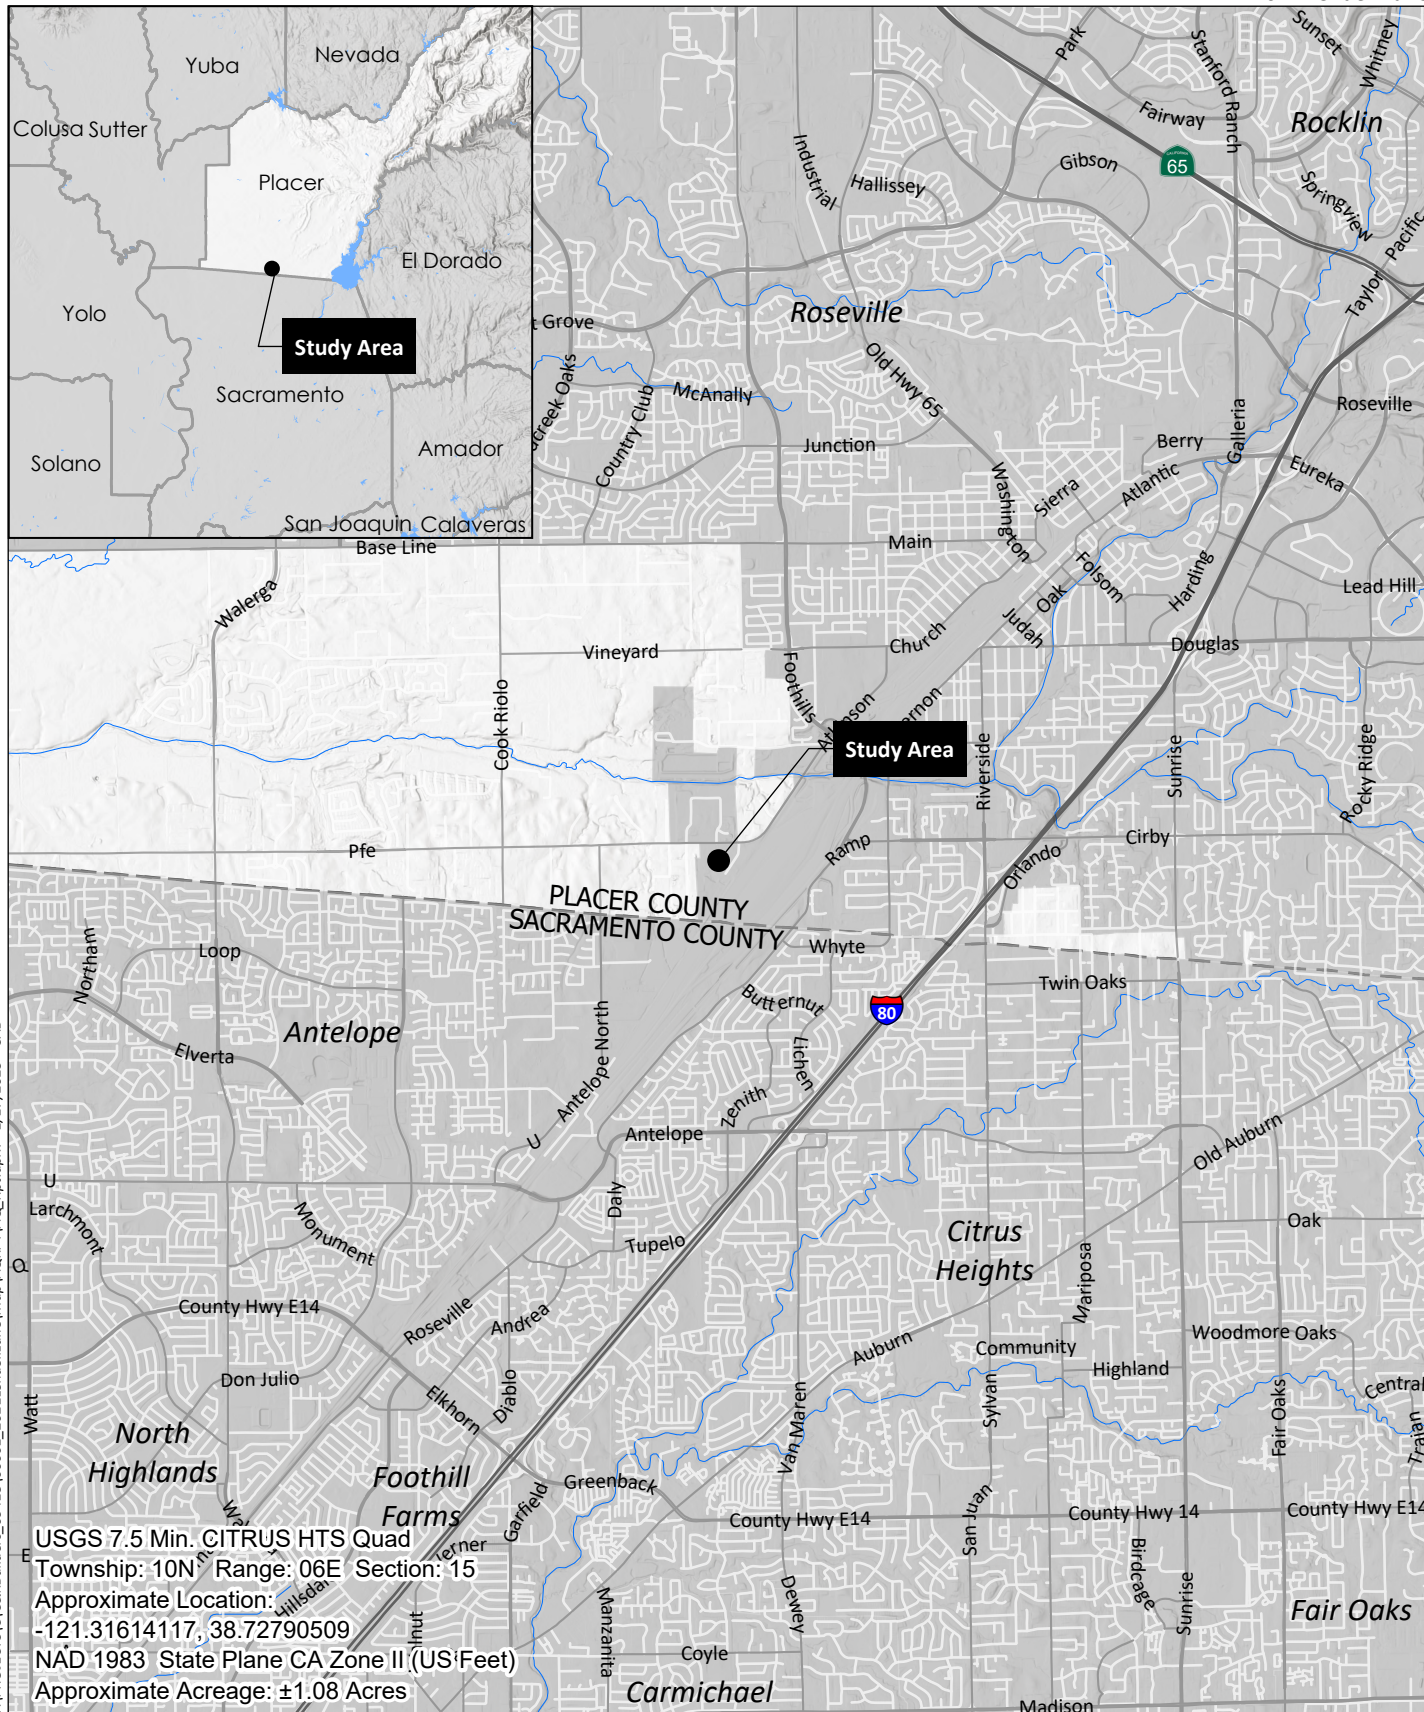 Yuba
Nevada
Colusa
Sutter
Placer
El Dorado
Yolo
Study Area
Sacramento
Amador
Solano
San Joaquin
Calaveras
Park
Sunset
Whitney
Stanford Ranch
Fairway
Rocklin
Industrial
Hallissey
Gibson
CALIFORNIA
65
Springview
Pacific
Taylor
Roseville
t Grove
Old Hwy 65
McAnally
Country Club
creek Oaks
Junction
Roseville
Berry
Galleria
Atlantic
Eureka
Sierra
Washington
Base Line
Main
Walerga
Folsom
Harding
Lead Hill
Oak
Judah
Church
Vineyard
Douglas
Foothills
Cook Riolo
Study Area
Riverside
Sunrise
Rocky Ridge
Pfe
Ramp
Cirby
Orlando
PLACER COUNTY
SACRAMENTO COUNTY
Whyte
Northam
Loop
Twin Oaks
Butternut
80
Antelope
Elverta
Antelope North
Lichen
Zenith
Antelope
U
Old Auburn
U
Larchmont
Daly
Monument
Tupelo
Citrus
Heights
Oak
Mariposa
Q
County Hwy E14
Roseville
Andrea
Auburn
Community
Woodmore Oaks
Highland
Don Julio
Diablo
Elkhorn
Central
Watt
Van Maren
Sylvan
Fair Oaks
Trajan
North
Highlands
Foothill
Farms
Greenback
Garfield
County Hwy E14
San Juan
County Hwy 14
County Hwy E14
USGS 7.5 Min. CITRUS HTS Quad
Township: 10N Range: 06E Section: 15
Approximate Location:
-121.31614117, 38.72790509
NAD 1983 State Plane CA Zone II (US Feet)
Approximate Acreage: ±1.08 Acres
E
Manzanita
Dewey
Birdcage
Sunrise
Fair Oaks
Coyle
Carmichael
Madison